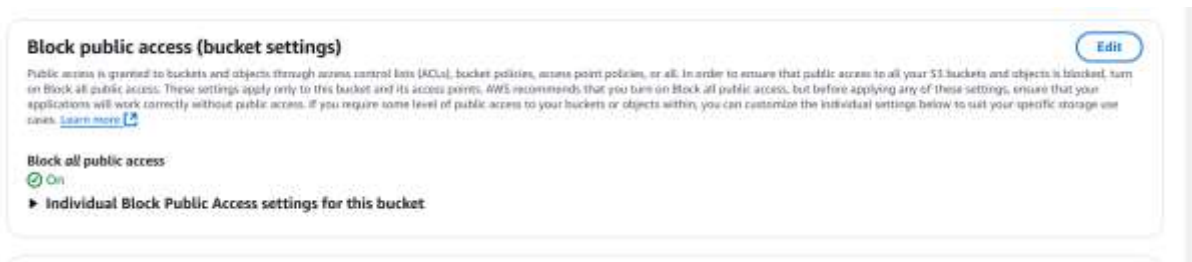 Block public access (bucket settings)
Edit
Public access is granted to buckets and objects through access control lists (ACLs), bucket policies, access point policies, or all. In order to ensure that public access to all your S3 buckets and objects is blocked, turn
on Block all public access. These settings apply only to this bucket and its access points. AWS recommends that you turn on Block all public access, but before applying any of these settings, ensure that your
applications will work correctly without public access. If you require some level of public access to your buckets or objects within, you can customize the individual settings below to suit your specific storage use
cases. Learn more
Block all public access
On
Individual Block Public Access settings for this bucket